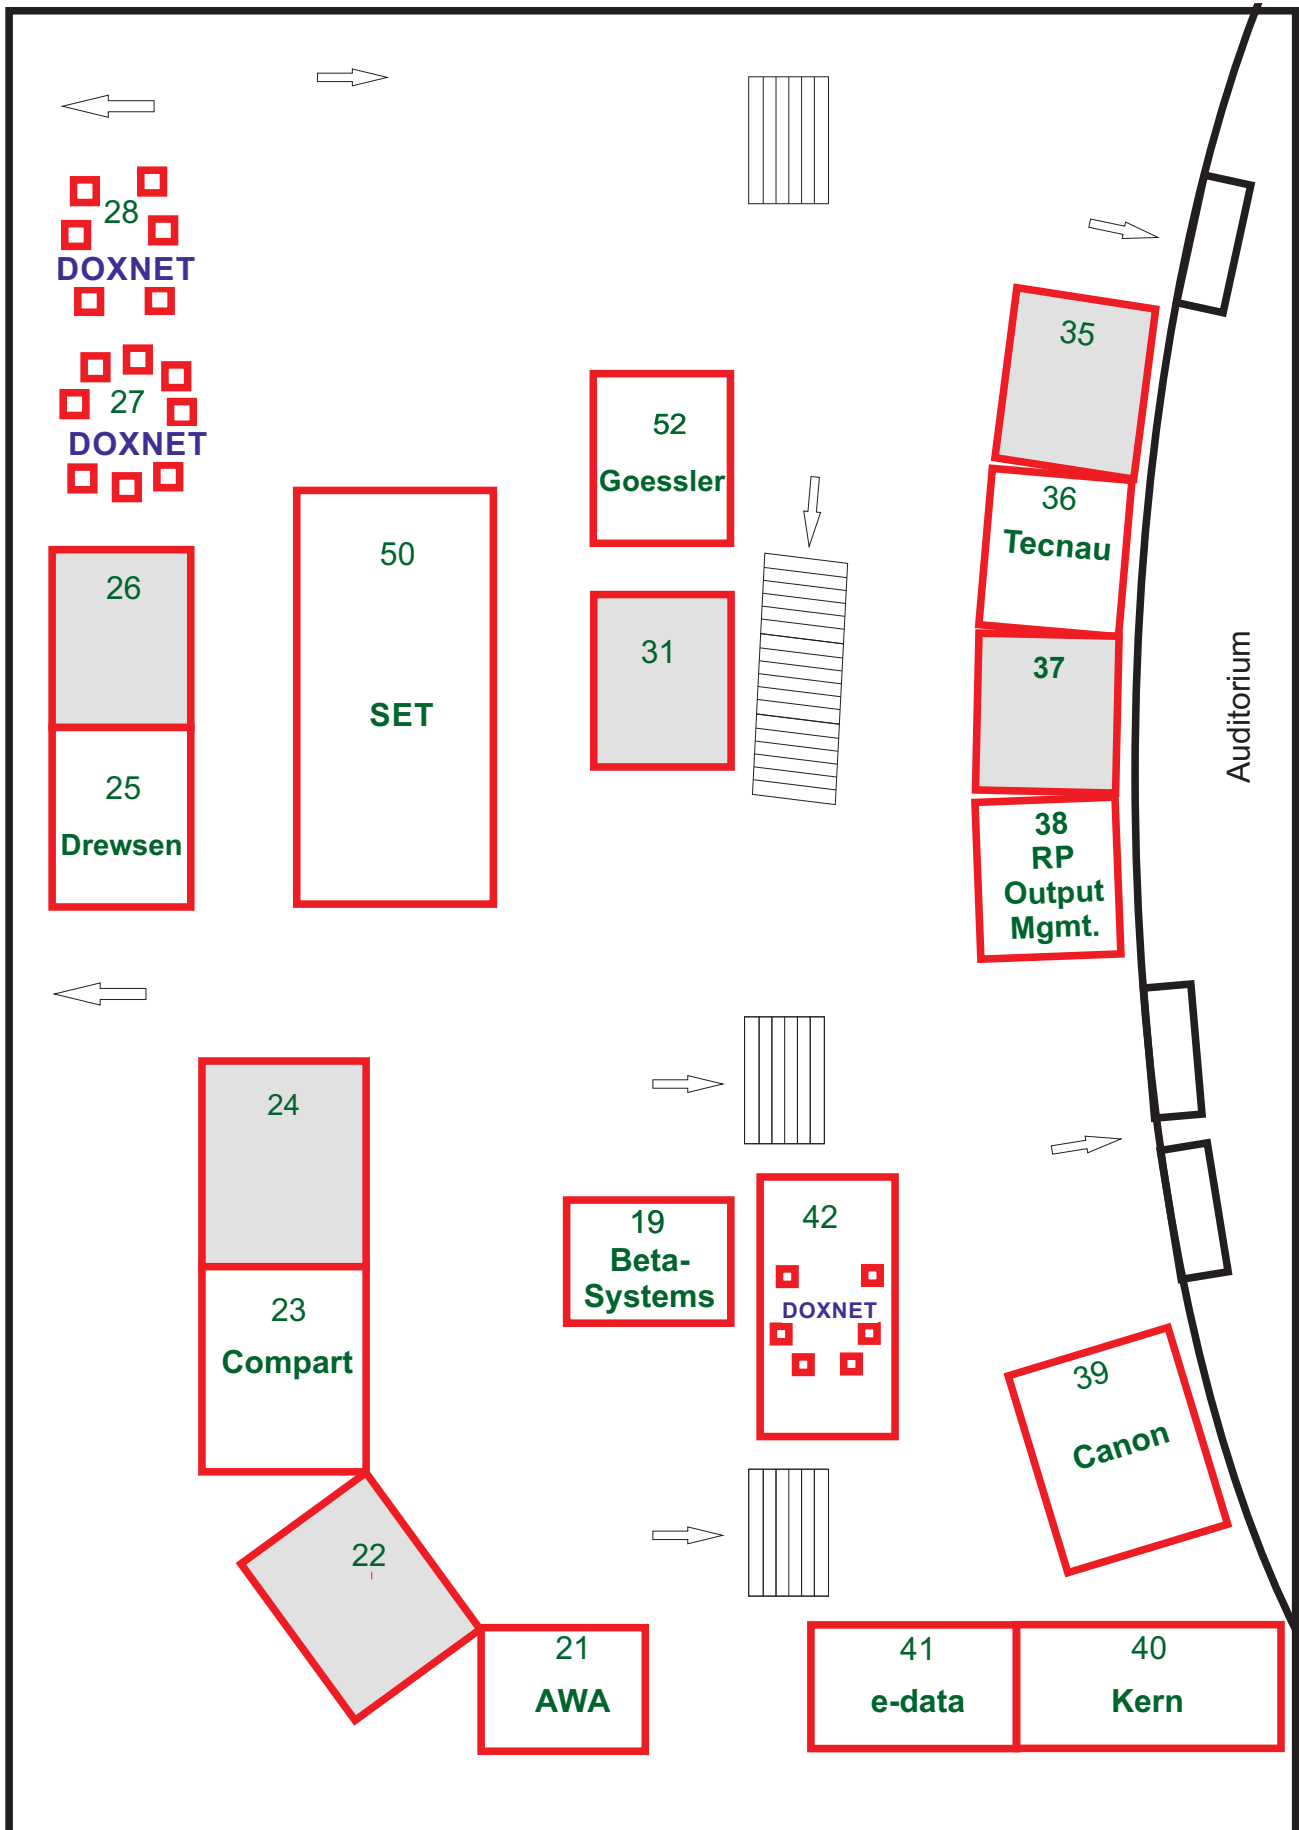 28
DOXNET
27
DOXNET
26
25
Drewsen
50
SET
52
Goessler
31
35
36
Tecnau
37
38
RP
Output
Mgmt.
Auditorium
24
23
Compart
22
19
Beta-
Systems
42
DOXNET
39
Canon
21
AWA
41
e-data
40
Kern